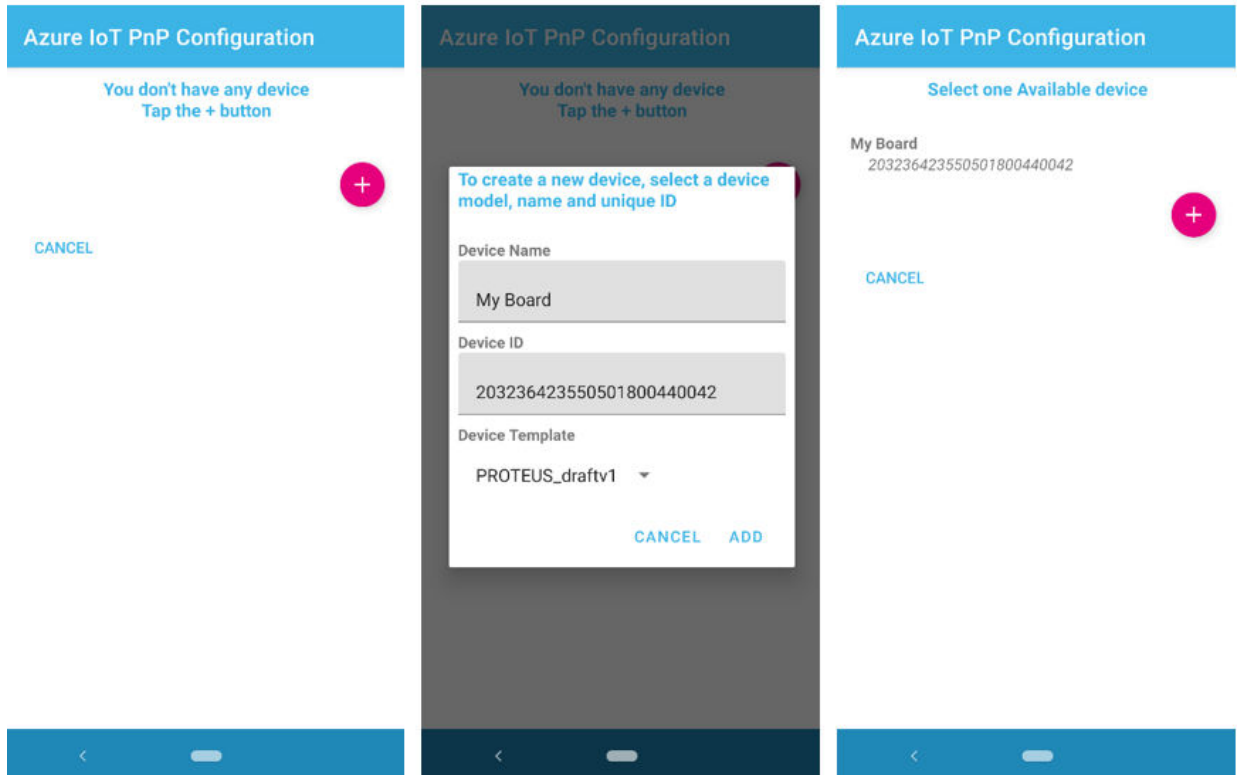 Azure IoT PnP Configuration
You don't have any device
Tap the + button
+
CANCEL
Azure IoT PnP Configuration
You don't have any device
Tap the + button
To create a new device, select a device
model, name and unique ID
Device Name
My Board
Device ID
203236423550501800440042
Device Template
PROTEUS_draftv1
CANCEL ADD
Azure IoT PnP Configuration
Select one Available device
My Board
203236423550501800440042
+
CANCEL